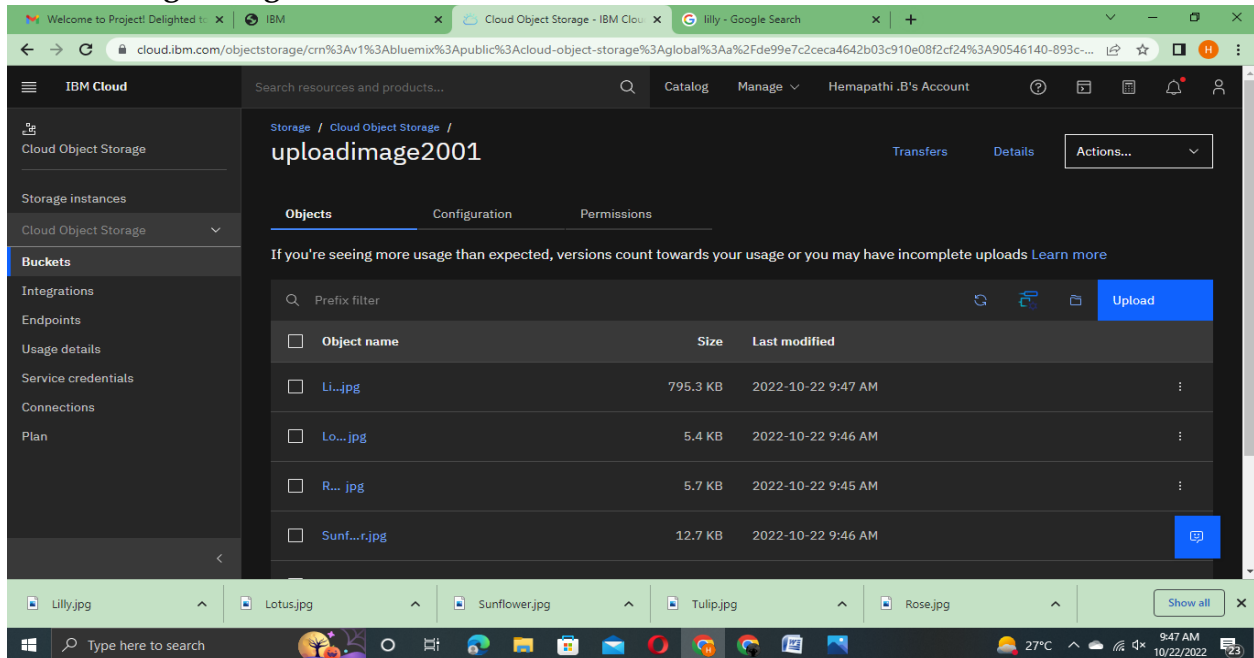 Welcome to Project! Delighted to
IBM
Cloud Object Storage - IBM Clou
lilly - Google Search
cloud.ibm.com/objectstorage/crn%3Av1%3Abluemix%3Apublic%3Acloud-object-storage%3Aglobal%3Aa%2Fde99e7c2ceca4642b03c910e08f2cf24%3A90546140-893c-...
H
IBM Cloud
Search resources and products...
Catalog
Manage
Hemapathi .B's Account
Cloud Object Storage
Storage / Cloud Object Storage /
uploadimage2001
Transfers
Details
Actions...
Storage instances
Cloud Object Storage
Buckets
Integrations
Endpoints
Usage details
Service credentials
Connections
Plan
Objects
Configuration
Permissions
If you're seeing more usage than expected, versions count towards your usage or you may have incomplete uploads Learn more
Prefix filter
Upload
Object name Size Last modified
Li...jpg 795.3 KB 2022-10-22 9:47 AM
Lo... jpg 5.4 KB 2022-10-22 9:46 AM
R... jpg 5.7 KB 2022-10-22 9:45 AM
Sunf...r.jpg 12.7 KB 2022-10-22 9:46 AM
Lilly.jpg
Lotus.jpg
Sunflower.jpg
Tulip.jpg
Rose.jpg
Show all
Type here to search
27°C
9:47 AM
10/22/2022
23